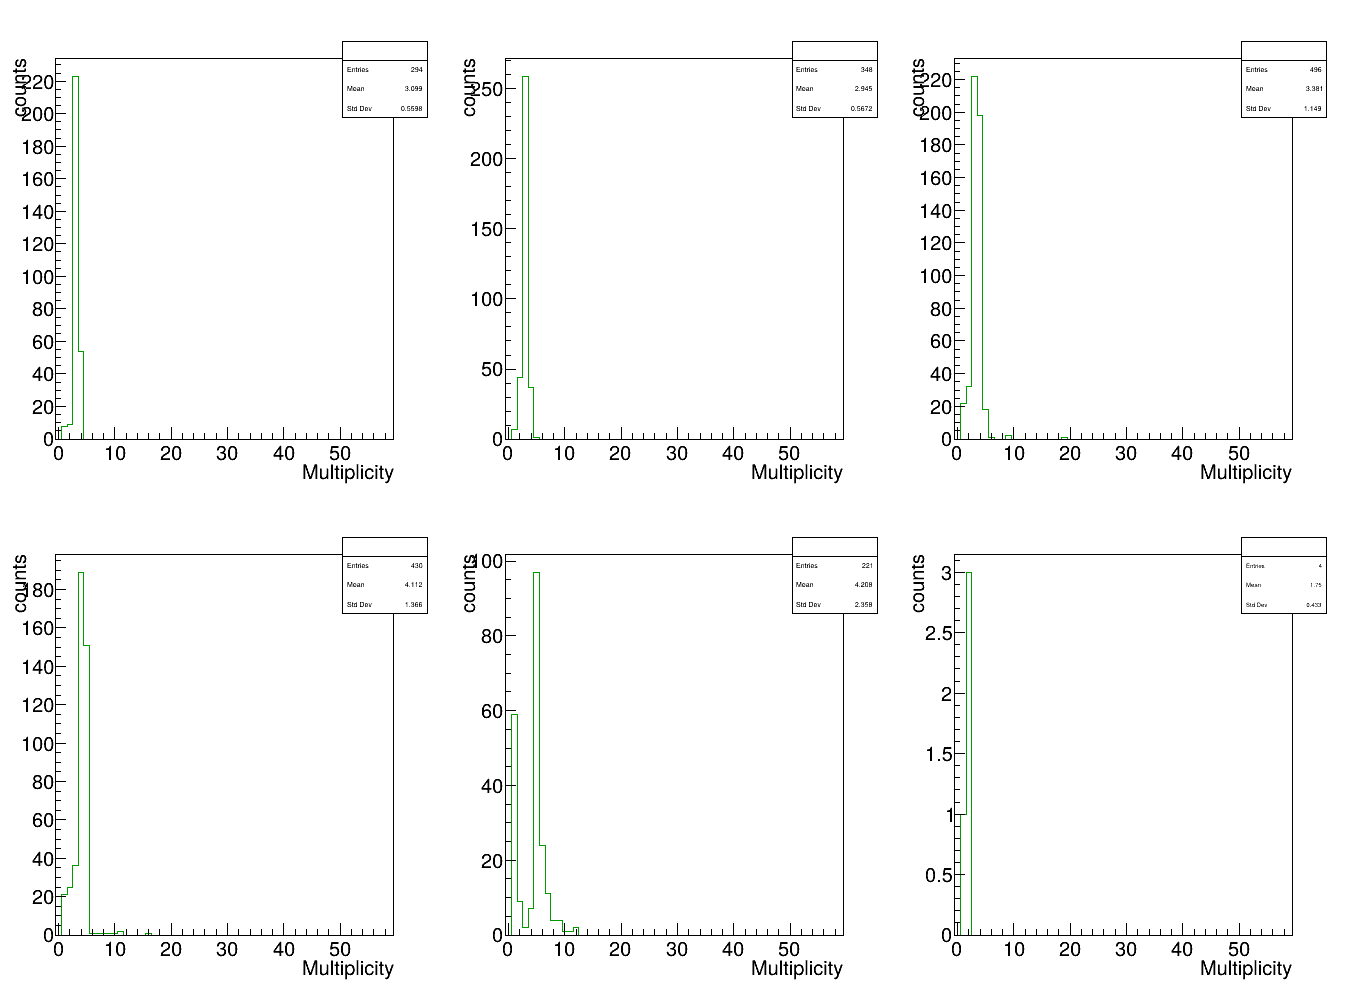 counts
Entries 294
Mean 3.099
Std Dev 0.5598
220
200
180
160
140
120
100
80
60
40
20
0
0 10 20 30 40 50
Multiplicity
counts
Entries 348
Mean 2.945
Std Dev 0.5672
250
200
150
100
50
0
0 10 20 30 40 50
Multiplicity
counts
Entries 496
Mean 3.381
Std Dev 1.149
220
200
180
160
140
120
100
80
60
40
20
0
0 10 20 30 40 50
Multiplicity
counts
Entries 430
Mean 4.112
Std Dev 1.366
180
160
140
120
100
80
60
40
20
0
0 10 20 30 40 50
Multiplicity
counts
Entries 221
Mean 4.209
Std Dev 2.359
100
80
60
40
20
0
0 10 20 30 40 50
Multiplicity
counts
Entries 4
Mean 1.75
Std Dev 0.433
3
2.5
2
1.5
1
0.5
0
0 10 20 30 40 50
Multiplicity